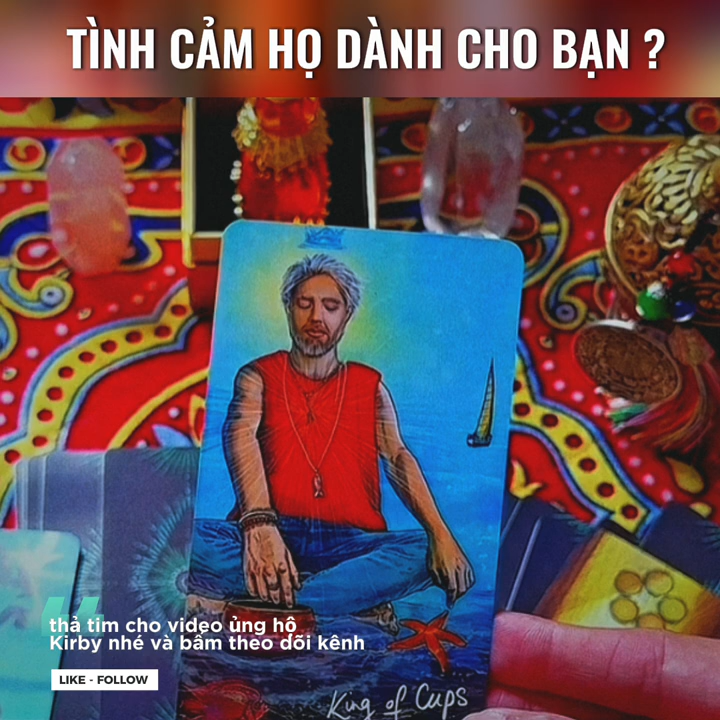 TÌNH CẢM HỌ DÀNH CHO BẠN ?
thả tim cho video ủng hộ
Kirby nhé và bấm theo dõi kênh
LIKE - FOLLOW
King of Cups